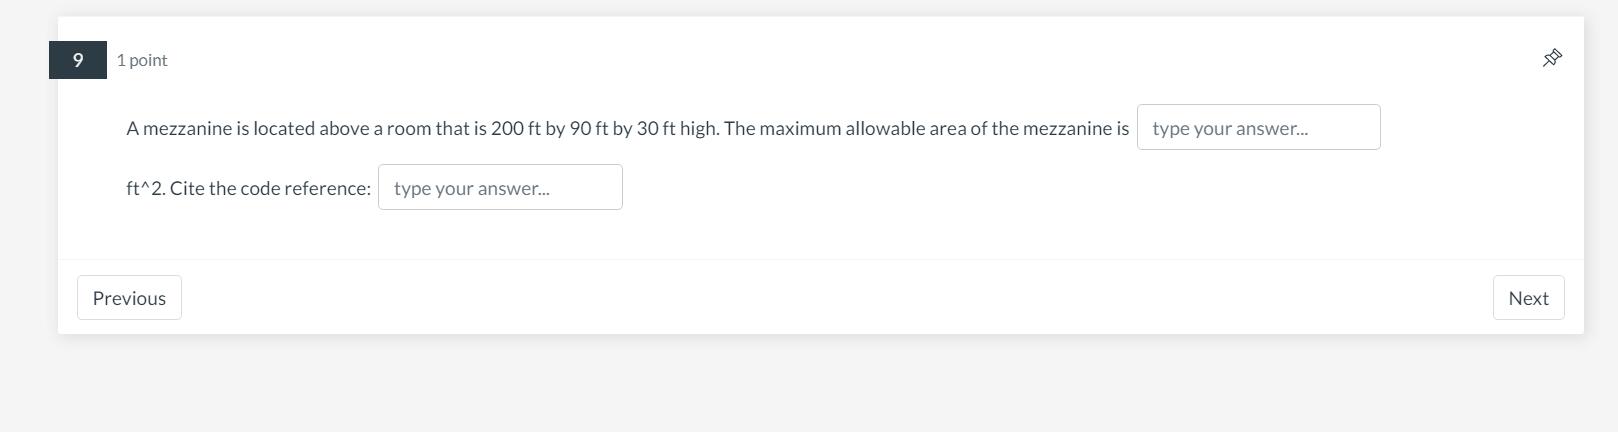 9 1 point
A mezzanine is located above a room that is 200 ft by 90 ft by 30 ft high. The maximum allowable area of the mezzanine is type your answer...
ft^2. Cite the code reference: type your answer...
Previous Next